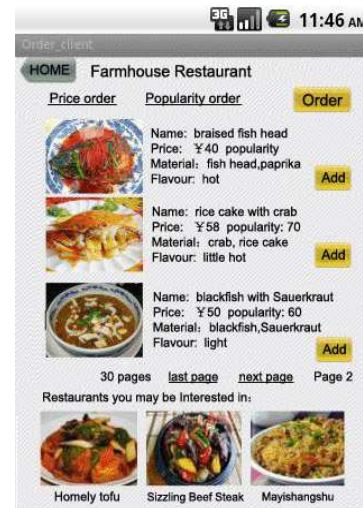 3G 11:46 AM
Order_client
HOME Farmhouse Restaurant
Price order Popularity order Order
Name: braised fish head
Price: ￥40 popularity
Material: fish head,paprika
Flavour: hot Add
Name: rice cake with crab
Price: ￥58 popularity: 70
Material: crab, rice cake
Flavour: little hot Add
Name: blackfish with Sauerkraut
Price: ￥50 popularity: 60
Material: blackfish,Sauerkraut
Flavour: light Add
30 pages last page next page Page 2
Restaurants you may be Interested in:
Homely tofu Sizzling Beef Steak Mayishangshu